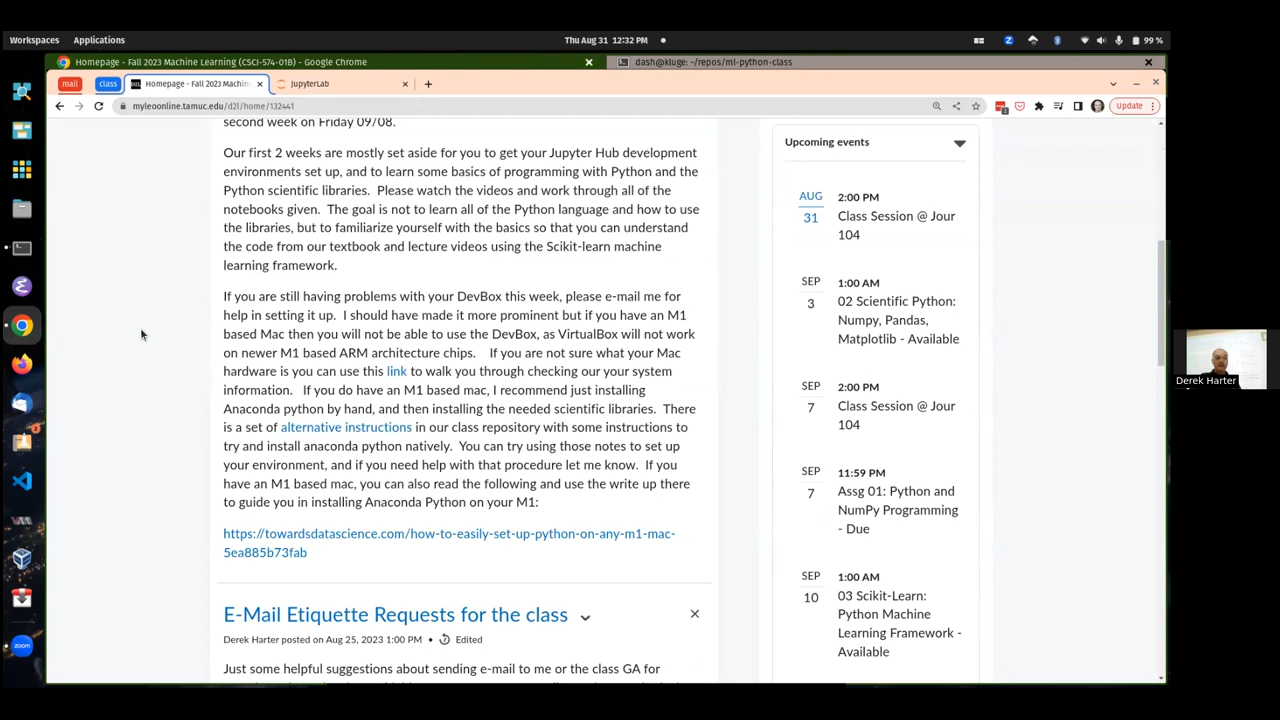 Workspaces Applications Thu Aug 31 12:32 PM 99 %
Homepage - Fall 2023 Machine Learning (CSCI-574-01B) - Google Chrome
dash@kluge: ~/repos/ml-python-class
mail class Homepage - Fall 2023 Machin JupyterLab
myleoonline.tamuc.edu/d2l/home/132441 Update
second week on Friday 09/08.
Our first 2 weeks are mostly set aside for you to get your Jupyter Hub development
environments set up, and to learn some basics of programming with Python and the
Python scientific libraries. Please watch the videos and work through all of the
notebooks given. The goal is not to learn all of the Python language and how to use
the libraries, but to familiarize yourself with the basics so that you can understand
the code from our textbook and lecture videos using the Scikit-learn machine
learning framework.
If you are still having problems with your DevBox this week, please e-mail me for
help in setting it up. I should have made it more prominent but if you have an M1
based Mac then you will not be able to use the DevBox, as VirtualBox will not work
on newer M1 based ARM architecture chips. If you are not sure what your Mac
hardware is you can use this link to walk you through checking our your system
information. If you do have an M1 based mac, I recommend just installing
Anaconda python by hand, and then installing the needed scientific libraries. There
is a set of alternative instructions in our class repository with some instructions to
try and install anaconda python natively. You can try using those notes to set up
your environment, and if you need help with that procedure let me know. If you
have an M1 based mac, you can also read the following and use the write up there
to guide you in installing Anaconda Python on your M1:
https://towardsdatascience.com/how-to-easily-set-up-python-on-any-m1-mac-
5ea885b73fab
E-Mail Etiquette Requests for the class
Derek Harter posted on Aug 25, 2023 1:00 PM • Edited
Just some helpful suggestions about sending e-mail to me or the class GA for
Upcoming events
AUG 2:00 PM
31 Class Session @ Jour
104
SEP 1:00 AM
3 02 Scientific Python:
Numpy, Pandas,
Matplotlib - Available
SEP 2:00 PM
7 Class Session @ Jour
104
SEP 11:59 PM
7 Assg 01: Python and
NumPy Programming
- Due
SEP 1:00 AM
10 03 Scikit-Learn:
Python Machine
Learning Framework -
Available
zoom
Derek Harter